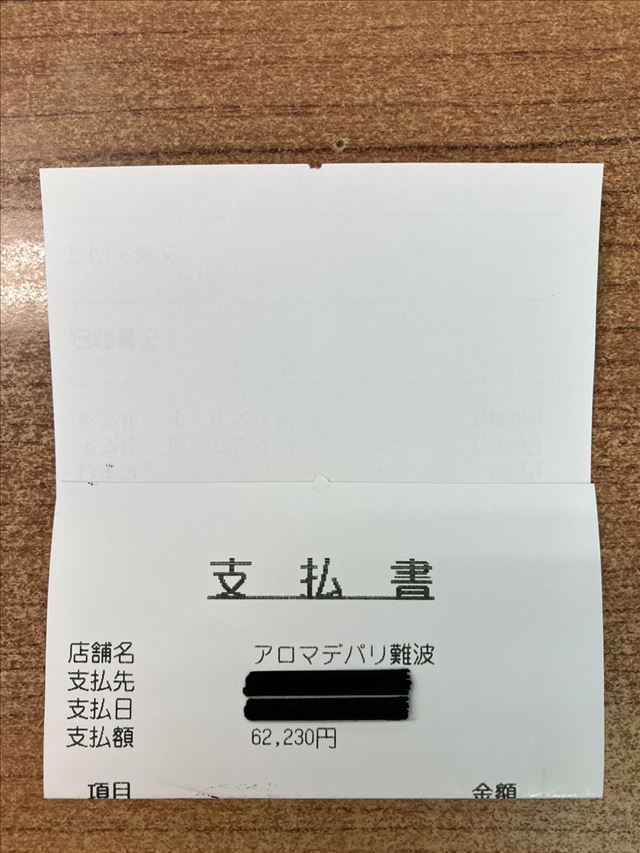 支払書
店舗名 アロマデパリ難波
支払先
支払日
支払額 62,230円
項目 金額